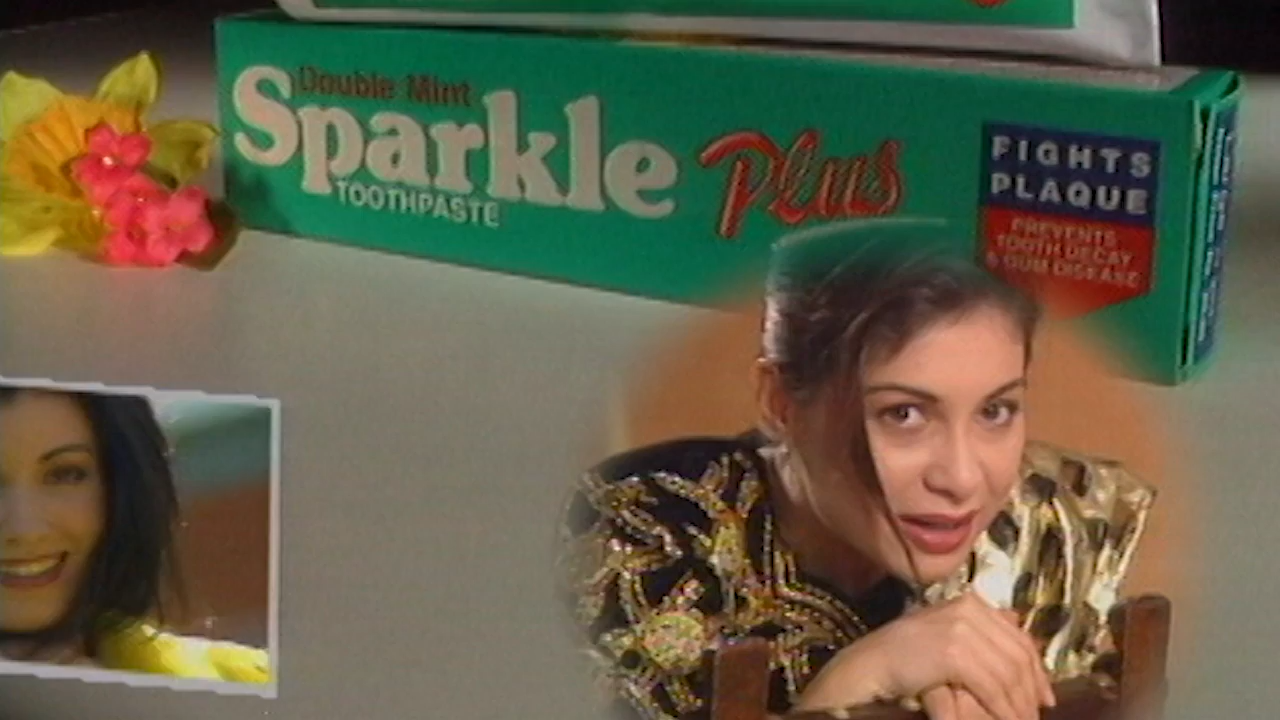 Double Mint
Sparkle Plus
TOOTHPASTE
FIGHTS
PLAQUE
PREVENTS
TOOTH DECAY
& GUM DISEASE